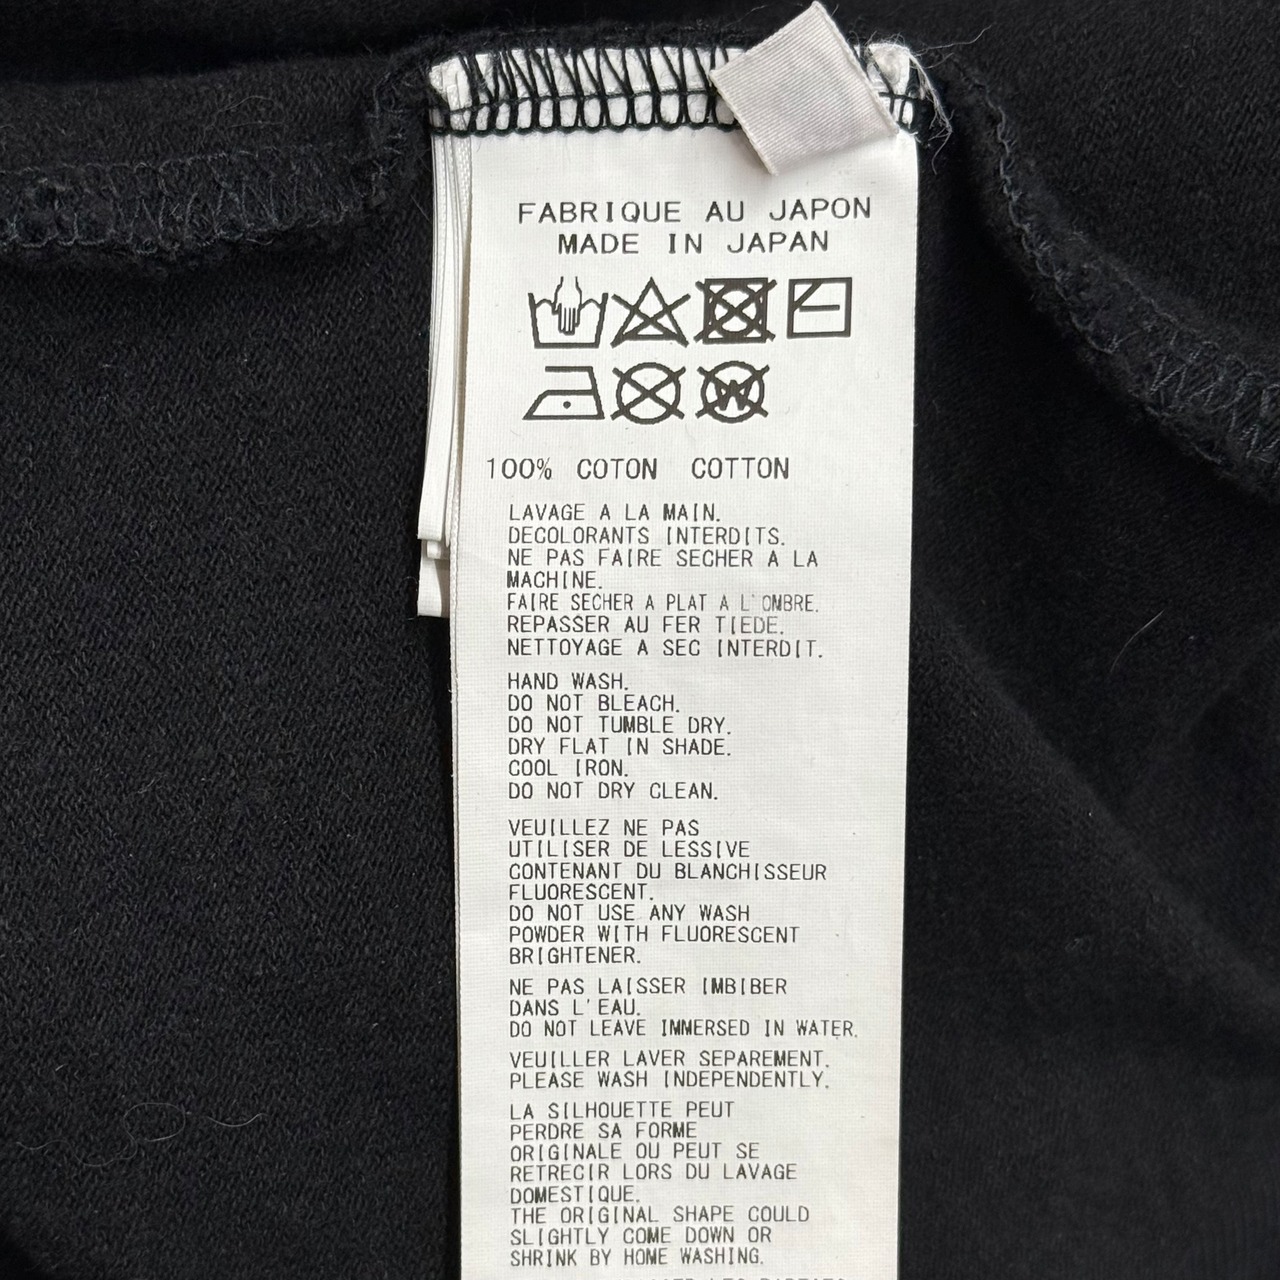 FABRIQUE AU JAPON
MADE IN JAPAN
W
100% COTON COTTON
LAVAGE A LA MAIN.
DECOLORANTS INTERDITS.
NE PAS FAIRE SECHER A LA
MACHINE.
FAIRE SECHER A PLAT A L'OMBRE.
REPASSER AU FER TIEDE.
NETTOYAGE A SEC INTERDIT.
HAND WASH.
DO NOT BLEACH.
DO NOT TUMBLE DRY.
DRY FLAT IN SHADE.
COOL IRON.
DO NOT DRY CLEAN.
VEUILLEZ NE PAS
UTILISER DE LESSIVE
CONTENANT DU BLANCHISSEUR
FLUORESCENT.
DO NOT USE ANY WASH
POWDER WITH FLUORESCENT
BRIGHTENER.
NE PAS LAISSER IMBIBER
DANS L'EAU.
DO NOT LEAVE IMMERSED IN WATER.
VEUILLER LAVER SEPAREMENT.
PLEASE WASH INDEPENDENTLY.
LA SILHOUETTE PEUT
PERDRE SA FORME
ORIGINALE OU PEUT SE
RETRECIR LORS DU LAVAGE
DOMESTIQUE.
THE ORIGINAL SHAPE COULD
SLIGHTLY COME DOWN OR
SHRINK BY HOME WASHING.